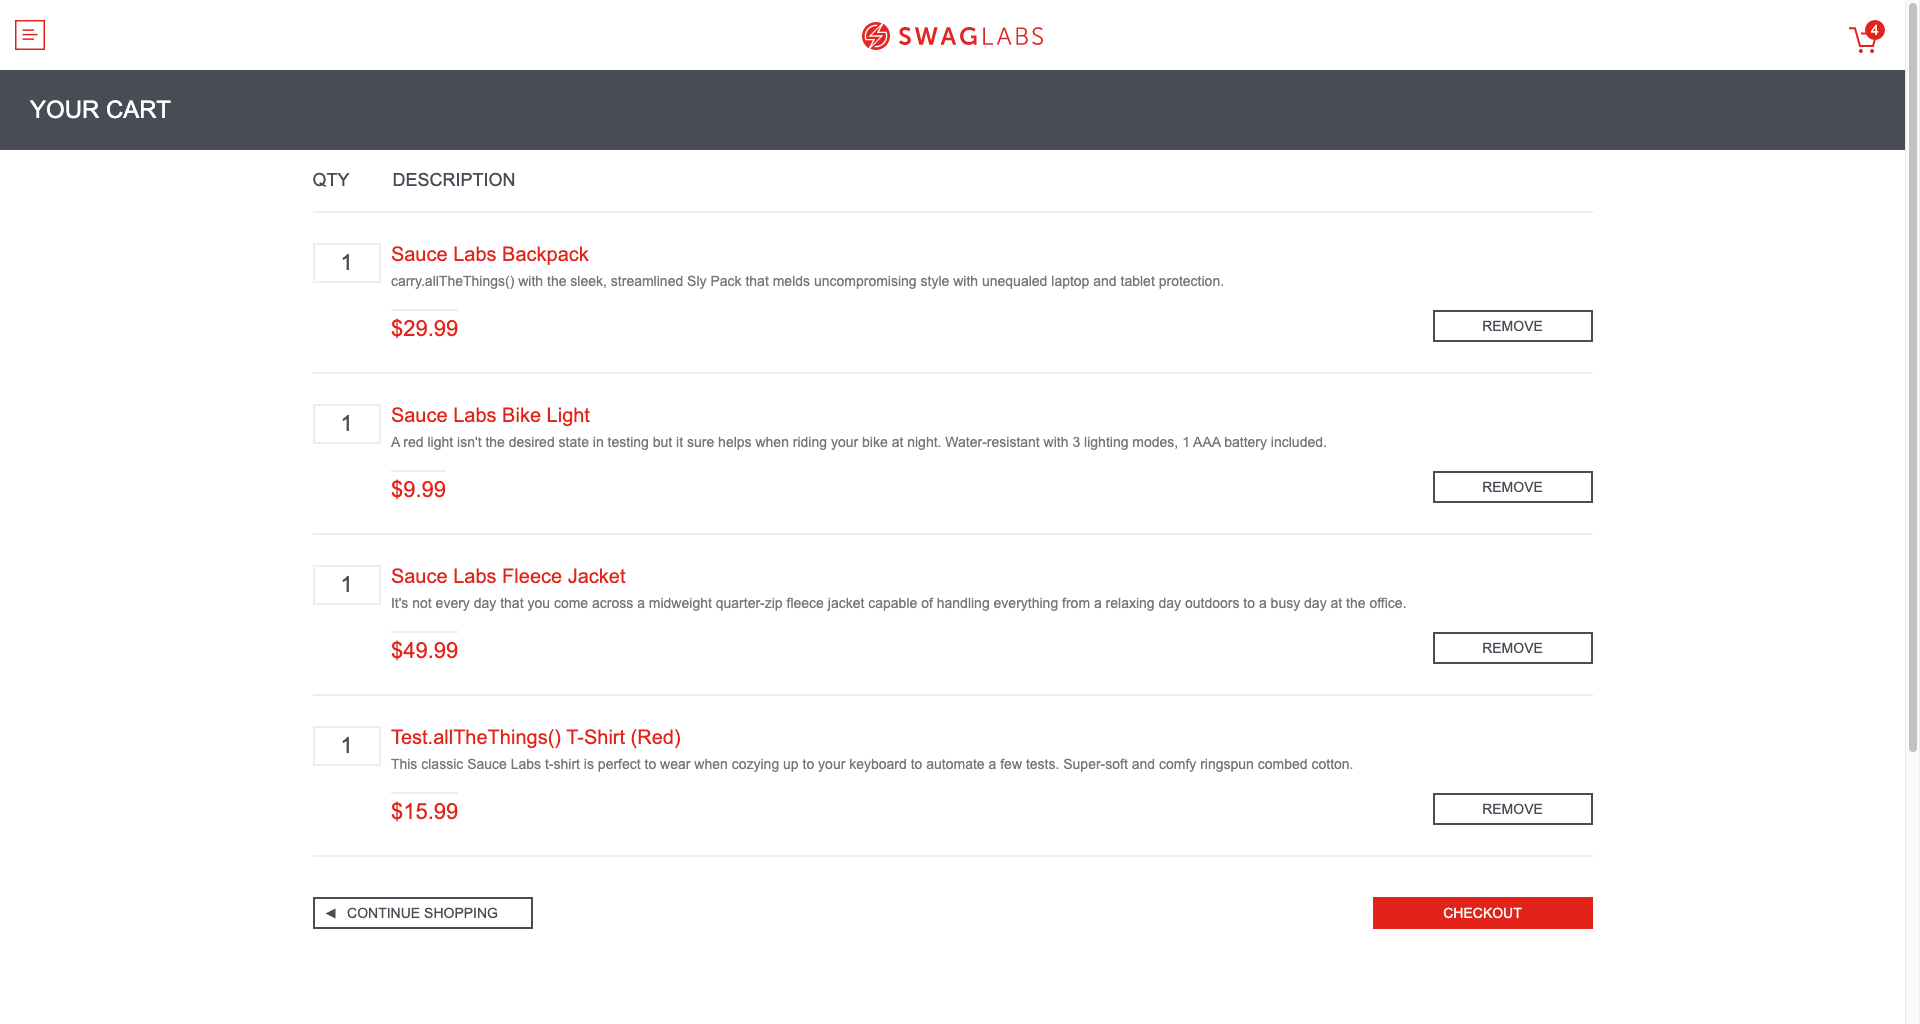 SWAGLABS
4
YOUR CART
QTY DESCRIPTION
1
Sauce Labs Backpack
carry.allTheThings() with the sleek, streamlined Sly Pack that melds uncompromising style with unequaled laptop and tablet protection.
$29.99
REMOVE
1
Sauce Labs Bike Light
A red light isn't the desired state in testing but it sure helps when riding your bike at night. Water-resistant with 3 lighting modes, 1 AAA battery included.
$9.99
REMOVE
1
Sauce Labs Fleece Jacket
It's not every day that you come across a midweight quarter-zip fleece jacket capable of handling everything from a relaxing day outdoors to a busy day at the office.
$49.99
REMOVE
1
Test.allTheThings() T-Shirt (Red)
This classic Sauce Labs t-shirt is perfect to wear when cozying up to your keyboard to automate a few tests. Super-soft and comfy ringspun combed cotton.
$15.99
REMOVE
CONTINUE SHOPPING
CHECKOUT